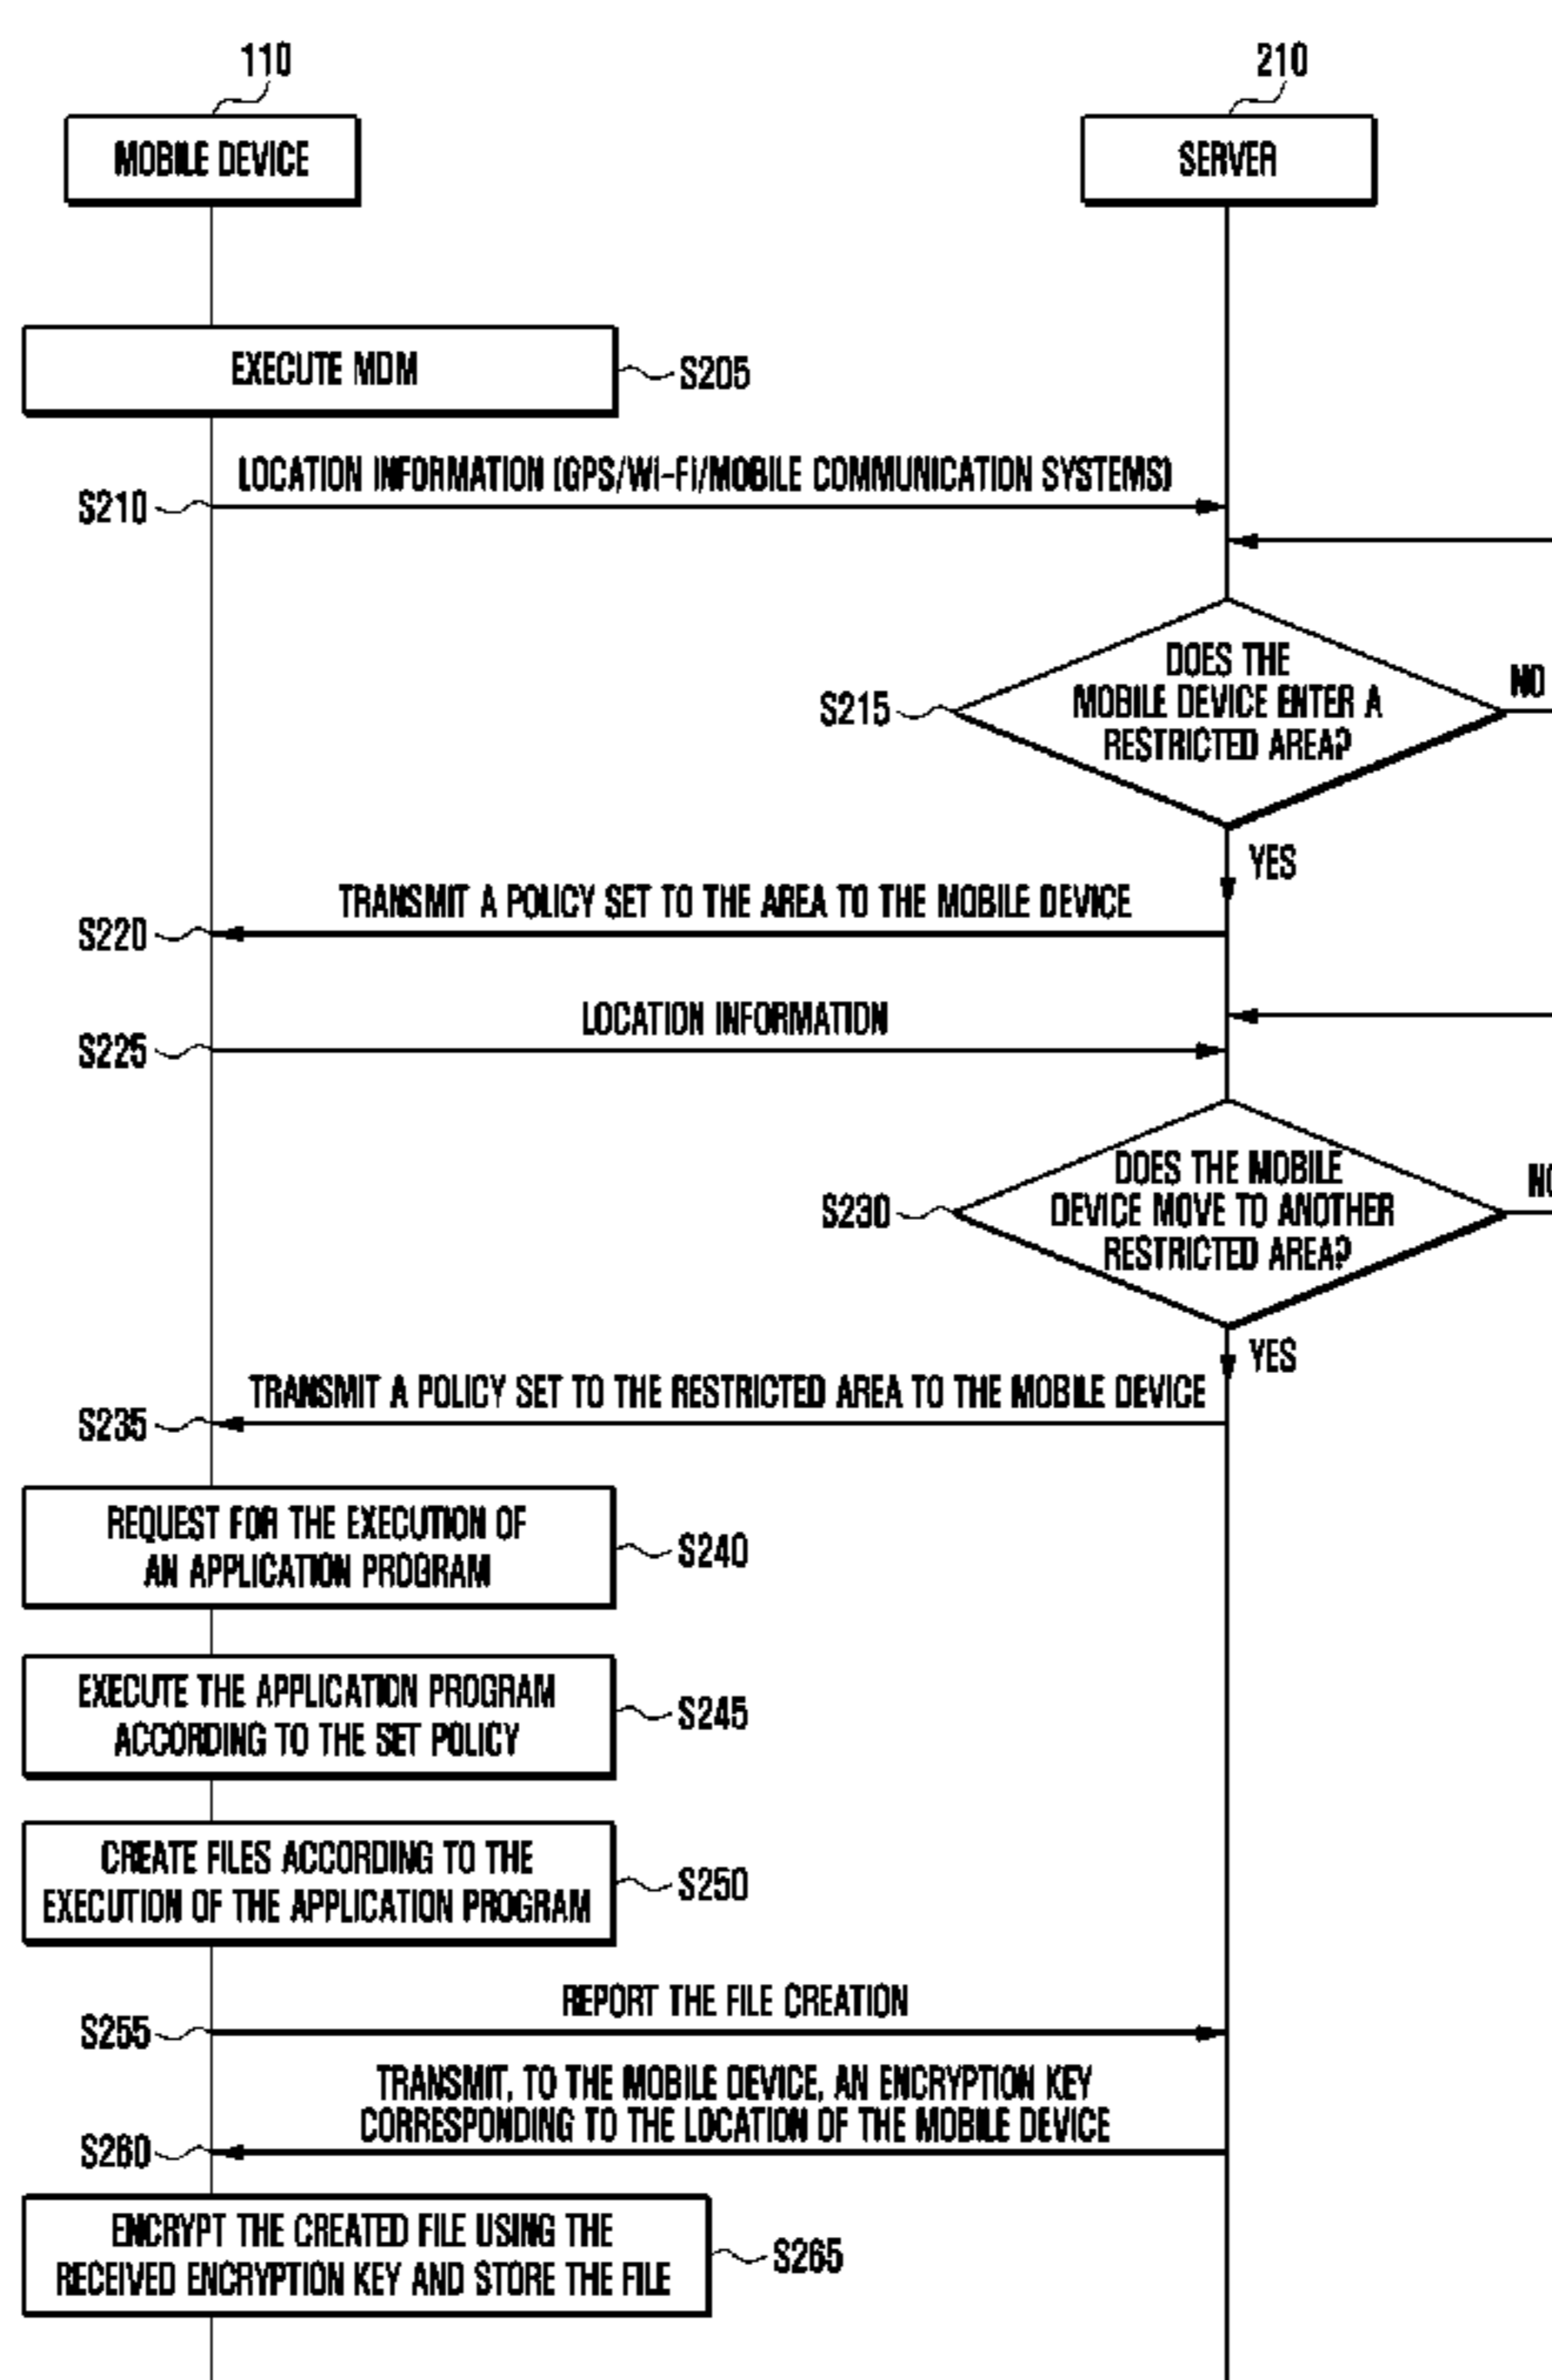 110
210
MOBILE DEVICE
SERVER
EXECUTE MDM
S205
LOCATION INFORMATION (GPS/Wi-Fi/MOBILE COMMUNICATION SYSTEMS)
S210
DOES THE
MOBILE DEVICE ENTER A
RESTRICTED AREA?
S215
NO
YES
TRANSMIT A POLICY SET TO THE AREA TO THE MOBILE DEVICE
S220
LOCATION INFORMATION
S225
DOES THE MOBILE
DEVICE MOVE TO ANOTHER
RESTRICTED AREA?
S230
NO
YES
TRANSMIT A POLICY SET TO THE RESTRICTED AREA TO THE MOBILE DEVICE
S235
REQUEST FOR THE EXECUTION OF
AN APPLICATION PROGRAM
S240
EXECUTE THE APPLICATION PROGRAM
ACCORDING TO THE SET POLICY
S245
CREATE FILES ACCORDING TO THE
EXECUTION OF THE APPLICATION PROGRAM
S250
REPORT THE FILE CREATION
S255
TRANSMIT, TO THE MOBILE DEVICE, AN ENCRYPTION KEY
CORRESPONDING TO THE LOCATION OF THE MOBILE DEVICE
S260
ENCRYPT THE CREATED FILE USING THE
RECEIVED ENCRYPTION KEY AND STORE THE FILE
S265